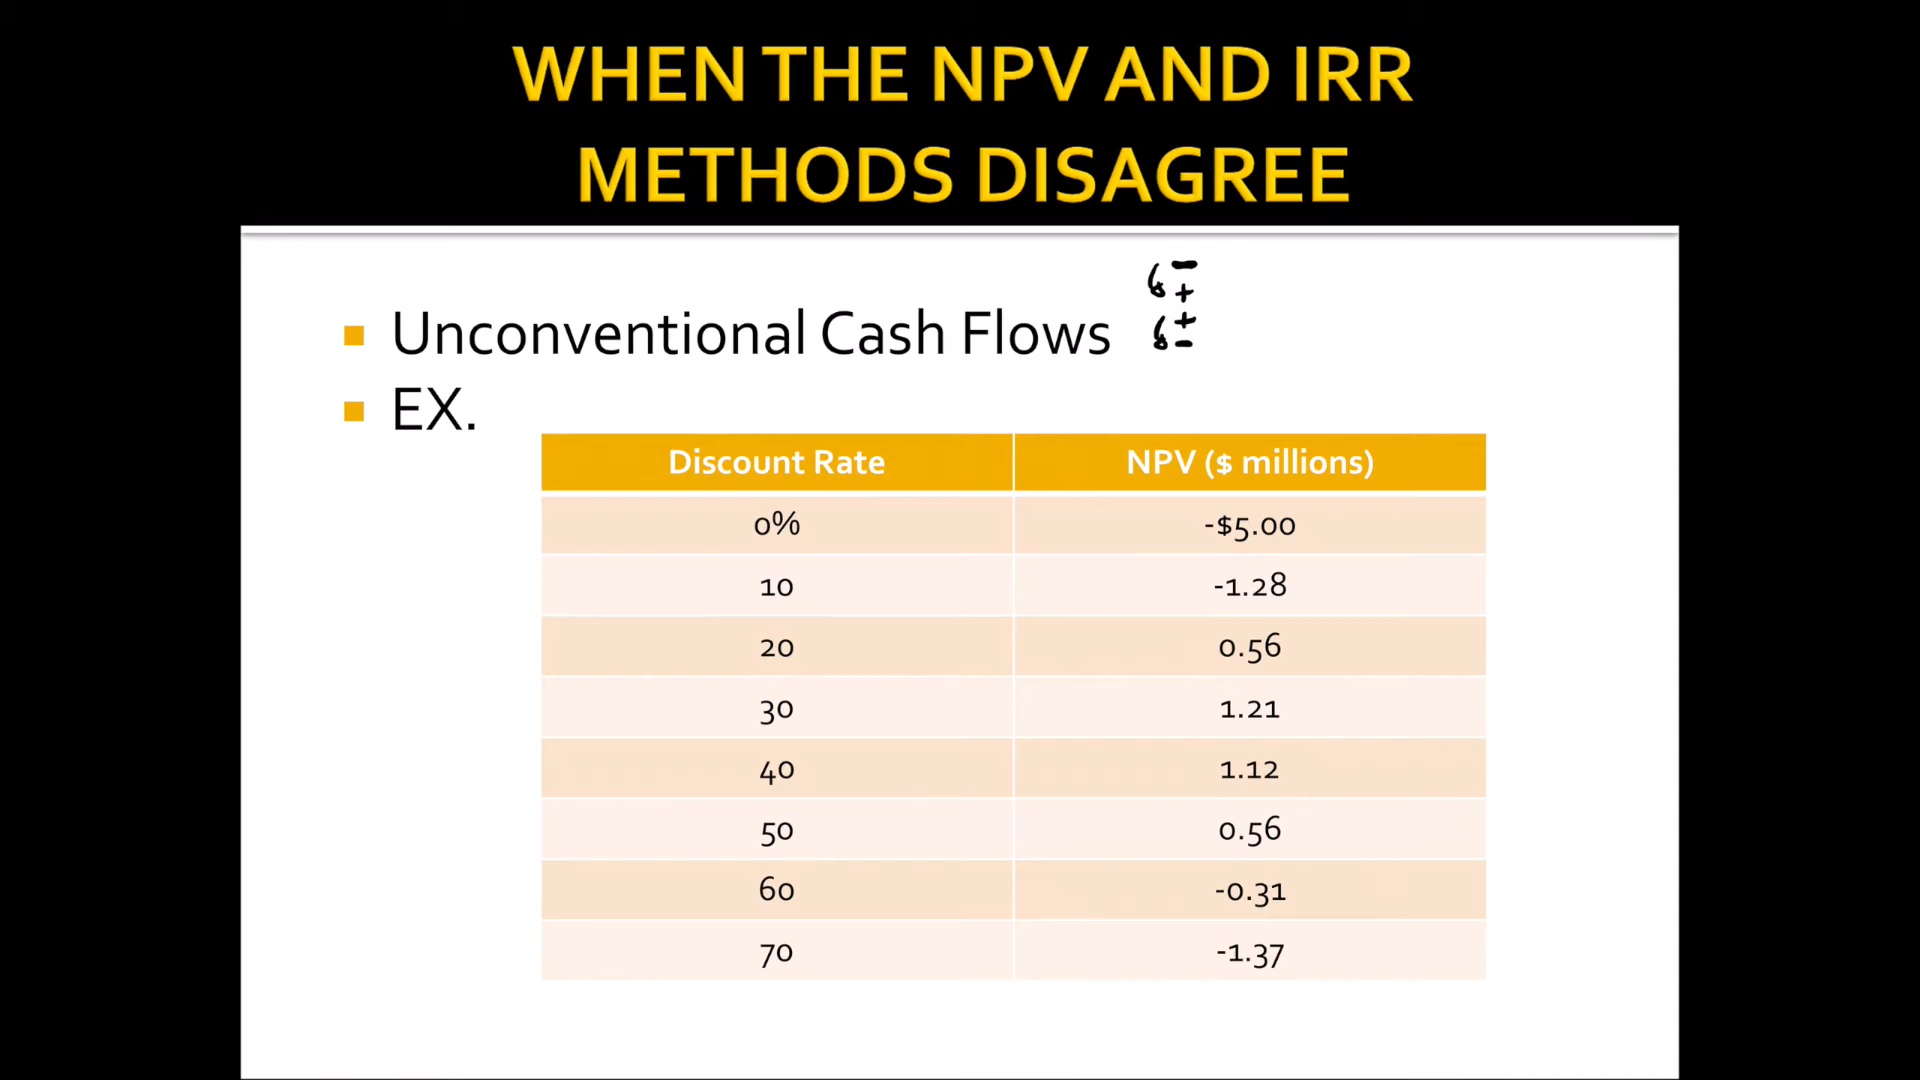 WHEN THE NPV AND IRR
METHODS DISAGREE
Unconventional Cash Flows
- +
+ -
EX.
Discount Rate NPV ($ millions)
0% -$5.00
10 -1.28
20 0.56
30 1.21
40 1.12
50 0.56
60 -0.31
70 -1.37